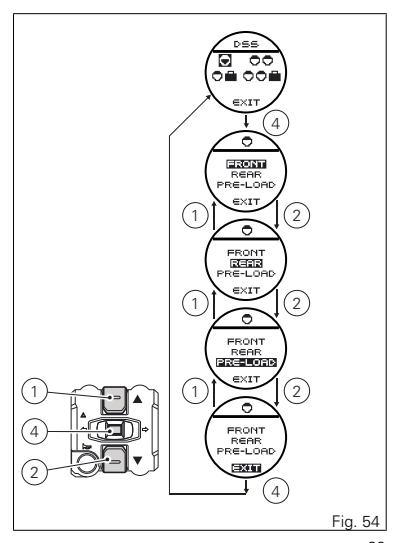 DSS
EXIT
4
FRONT
REAR
PRE-LOAD
EXIT
1
2
FRONT
REAR
PRE-LOAD
EXIT
1
2
FRONT
REAR
PRE-LOAD
EXIT
1
2
FRONT
REAR
PRE-LOAD
EXIT
4
1
4
2
Fig. 54